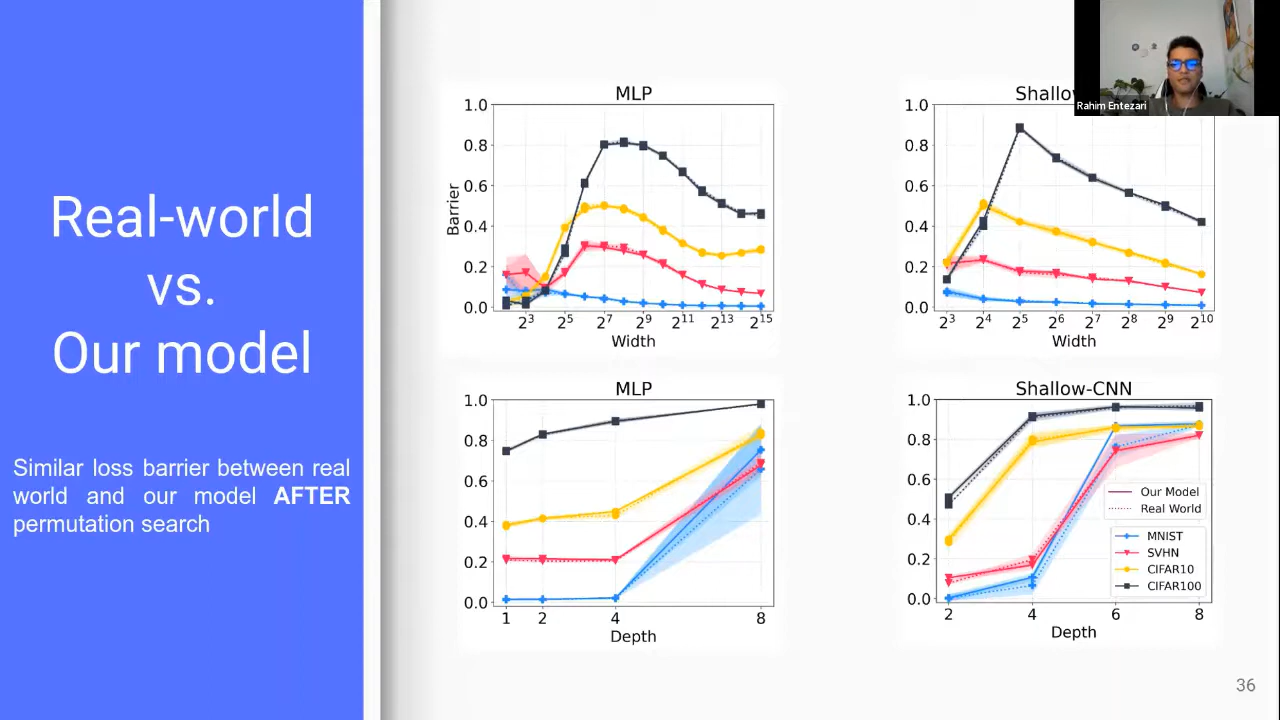 Real-world
vs.
Our model
Similar loss barrier between real
world and our model AFTER
permutation search
MLP
1.0
0.8
0.6
0.4
0.2
0.0
Barrier
2³ 2⁵ 2⁷ 2⁹ 2¹¹ 2¹³ 2¹⁵
Width
Shallo
1.0
0.8
0.6
0.4
0.2
0.0
2³ 2⁴ 2⁵ 2⁶ 2⁷ 2⁸ 2⁹ 2¹⁰
Width
Rahim Entezari
MLP
1.0
0.8
0.6
0.4
0.2
0.0
1 2 4 8
Depth
Shallow-CNN
1.0
0.8
0.6
0.4
0.2
0.0
2 4 6 8
Depth
Our Model
Real World
MNIST
SVHN
CIFAR10
CIFAR100
36